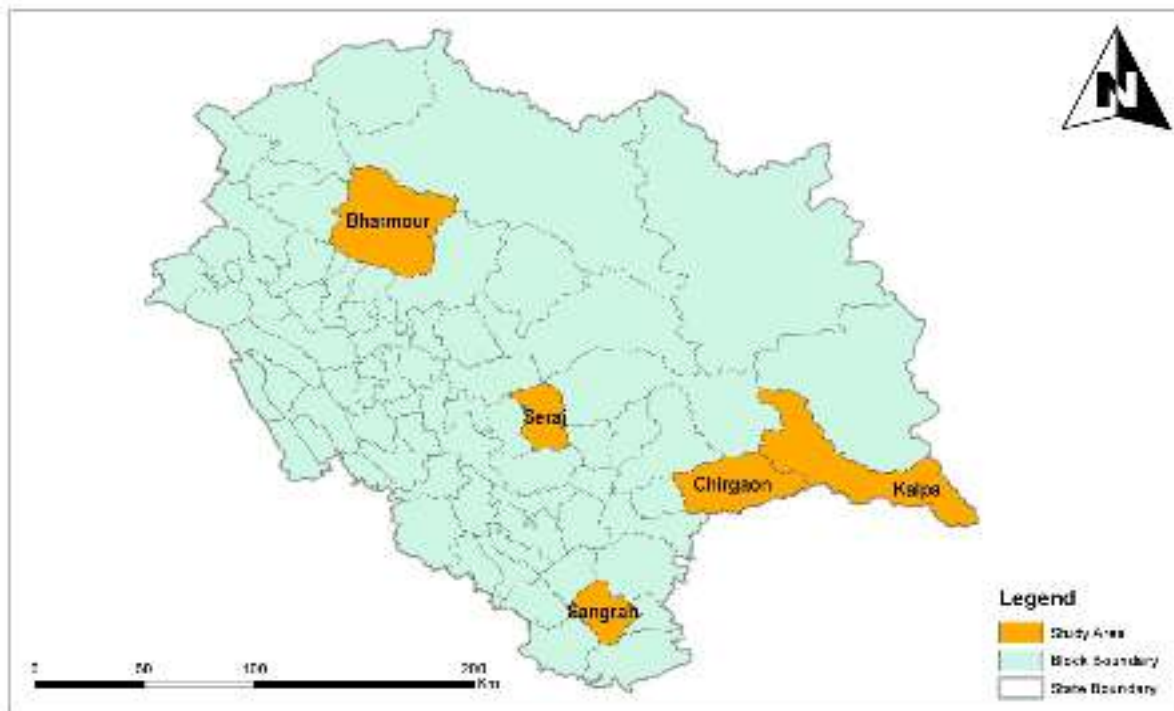 N
Bharmour
Seraj
Chirgaon
Kalpa
Sangrah
Legend
Study Area
Block Boundary
State Boundary
0 50 100 200
Km